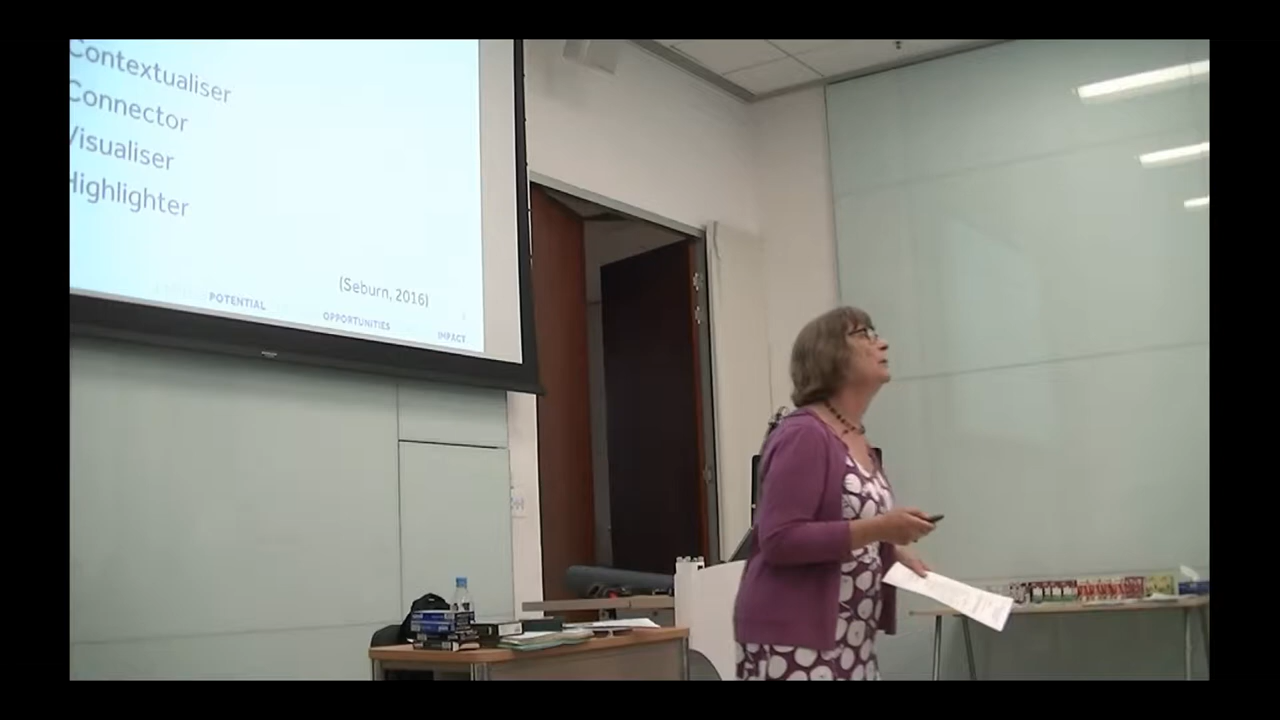 Contextualiser
Connector
Visualiser
Highlighter
(Seburn, 2016)
POTENTIAL
OPPORTUNITIES
IMPACT